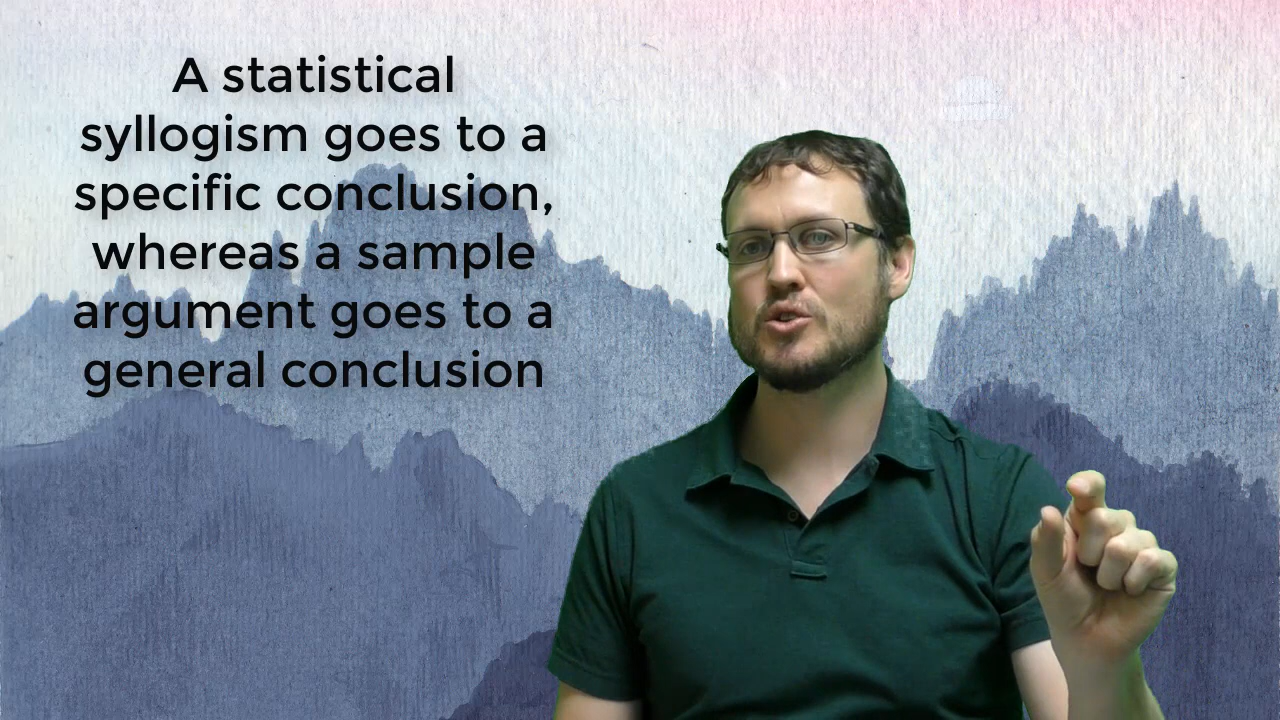 A statistical
syllogism goes to a
specific conclusion,
whereas a sample
argument goes to a
general conclusion